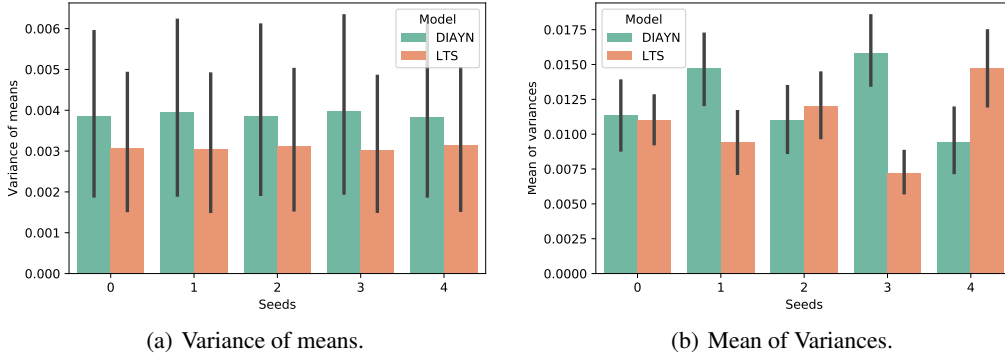 Model
DIAYN
LTS
0.006
0.005
0.004
0.003
0.002
0.001
0.000
Variance of means
0 1 2 3 4
Seeds
(a) Variance of means.
Model
DIAYN
LTS
0.0175
0.0150
0.0125
0.0100
0.0075
0.0050
0.0025
0.0000
Mean of variances
0 1 2 3 4
Seeds
(b) Mean of Variances.